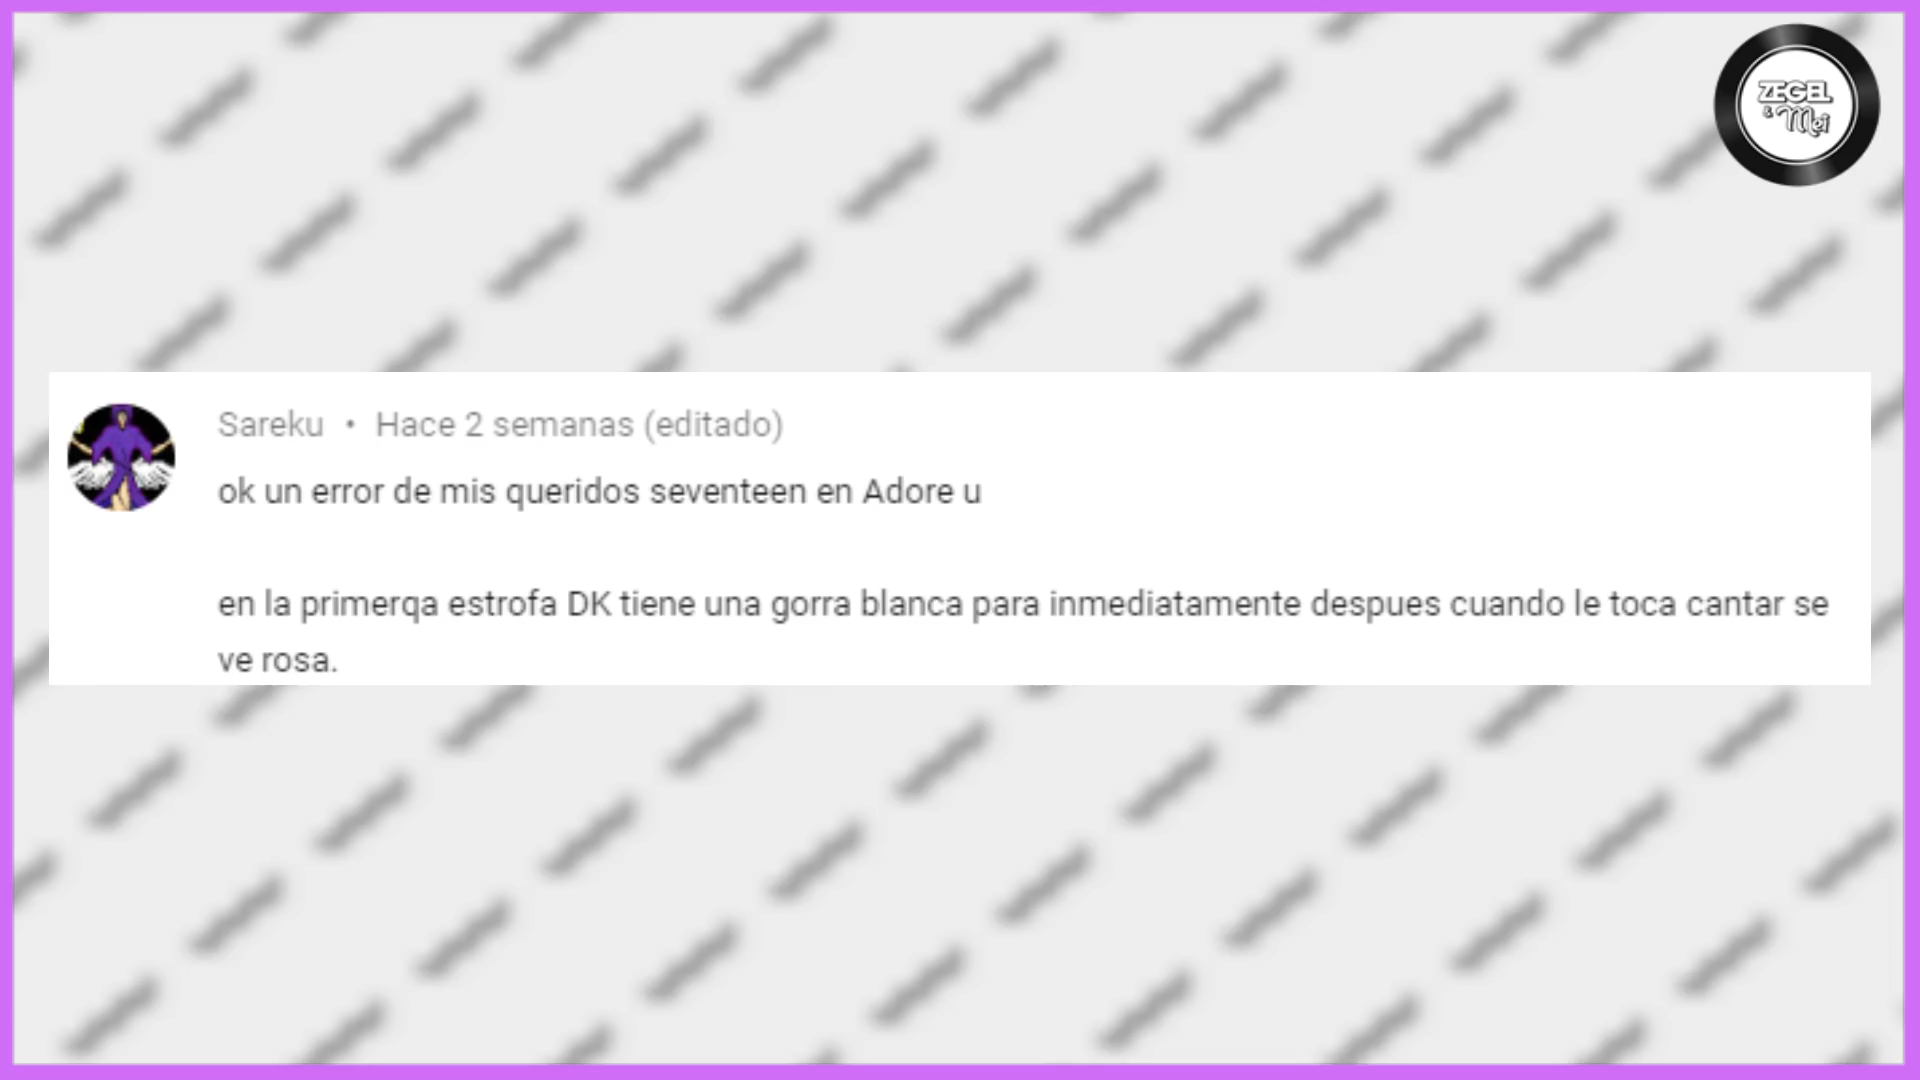 ZEGEL
& Mei
Sareku • Hace 2 semanas (editado)
ok un error de mis queridos seventeen en Adore u
en la primerqa estrofa DK tiene una gorra blanca para inmediatamente despues cuando le toca cantar se
ve rosa.